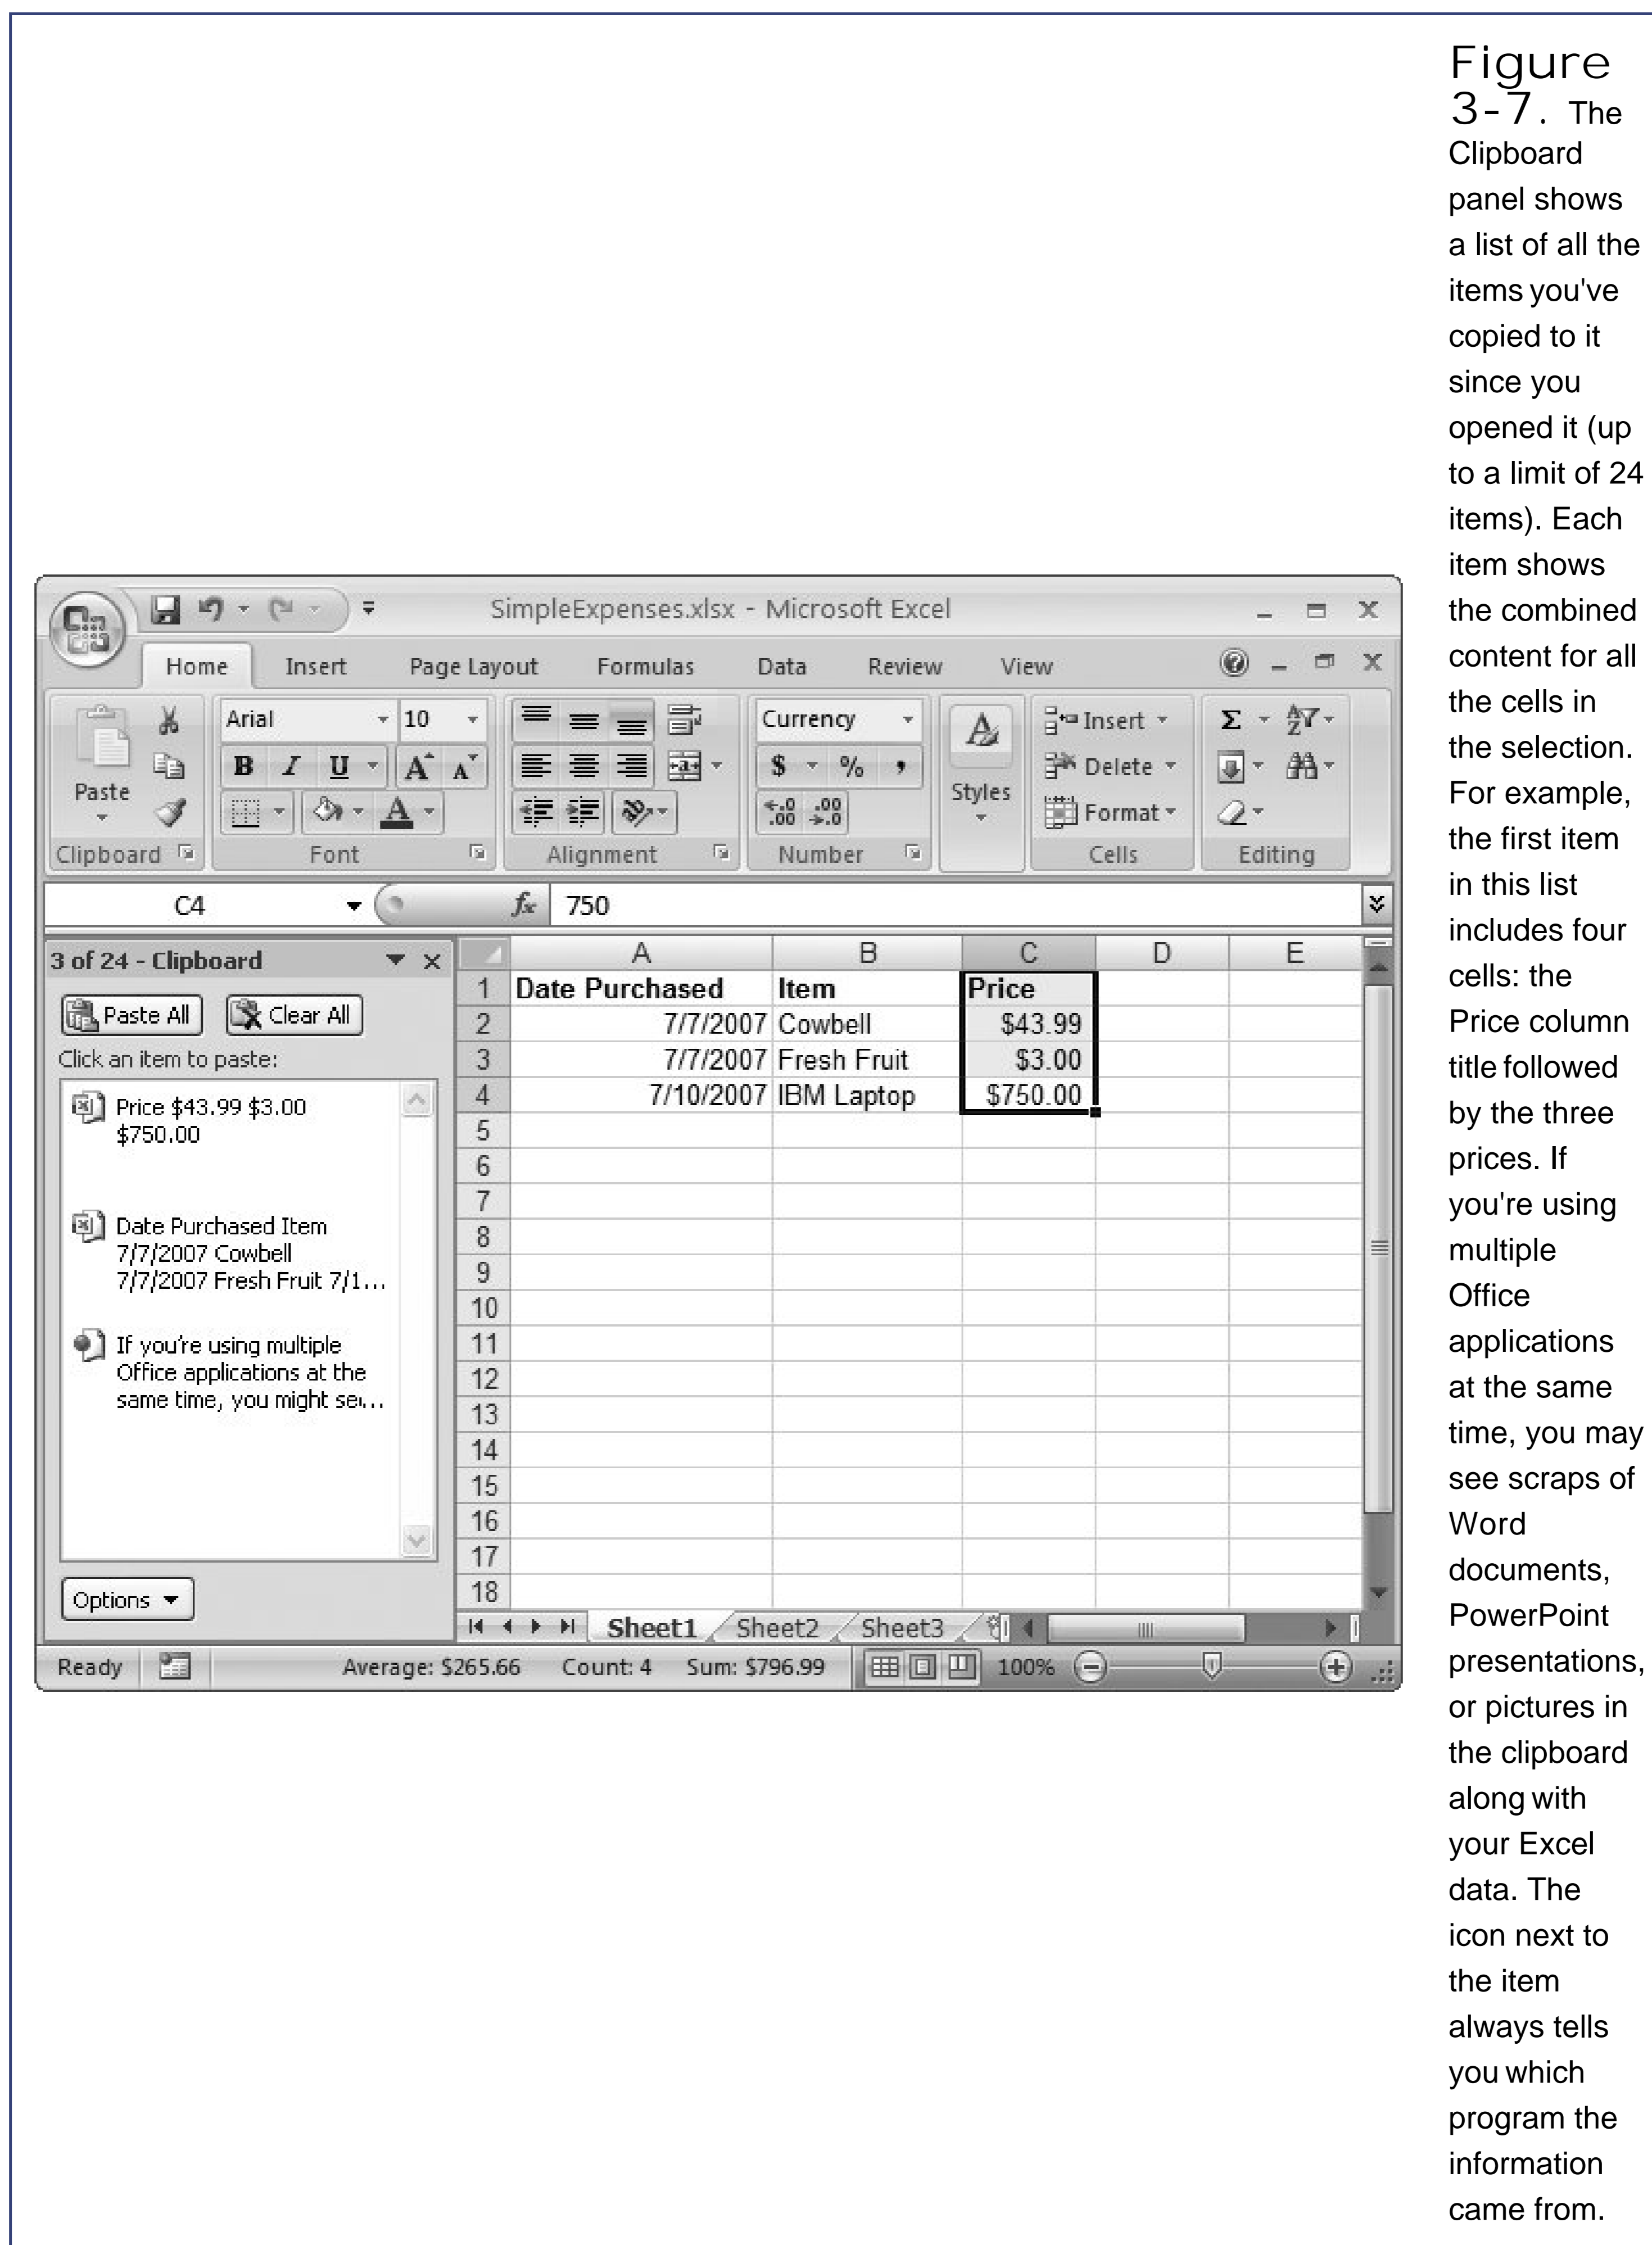 SimpleExpenses.xlsx - Microsoft Excel
Home Insert Page Layout Formulas Data Review View
Arial 10 Currency Insert Σ
Paste B I U A A $ % , Styles Delete
A Format
Clipboard Font Alignment Number Cells Editing
C4 fx 750
3 of 24 - Clipboard
Paste All Clear All
Click an item to paste:
Price $43.99 $3.00
$750.00
Date Purchased Item
7/7/2007 Cowbell
7/7/2007 Fresh Fruit 7/1...
If you're using multiple
Office applications at the
same time, you might se...
Options
A B C D E
1 Date Purchased Item Price
2 7/7/2007 Cowbell $43.99
3 7/7/2007 Fresh Fruit $3.00
4 7/10/2007 IBM Laptop $750.00
5
6
7
8
9
10
11
12
13
14
15
16
17
18
Sheet1 Sheet2 Sheet3
Ready Average: $265.66 Count: 4 Sum: $796.99 100%
Figure
3-7. The
Clipboard
panel shows
a list of all the
items you've
copied to it
since you
opened it (up
to a limit of 24
items). Each
item shows
the combined
content for all
the cells in
the selection.
For example,
the first item
in this list
includes four
cells: the
Price column
title followed
by the three
prices. If
you're using
multiple
Office
applications
at the same
time, you may
see scraps of
Word
documents,
PowerPoint
presentations,
or pictures in
the clipboard
along with
your Excel
data. The
icon next to
the item
always tells
you which
program the
information
came from.